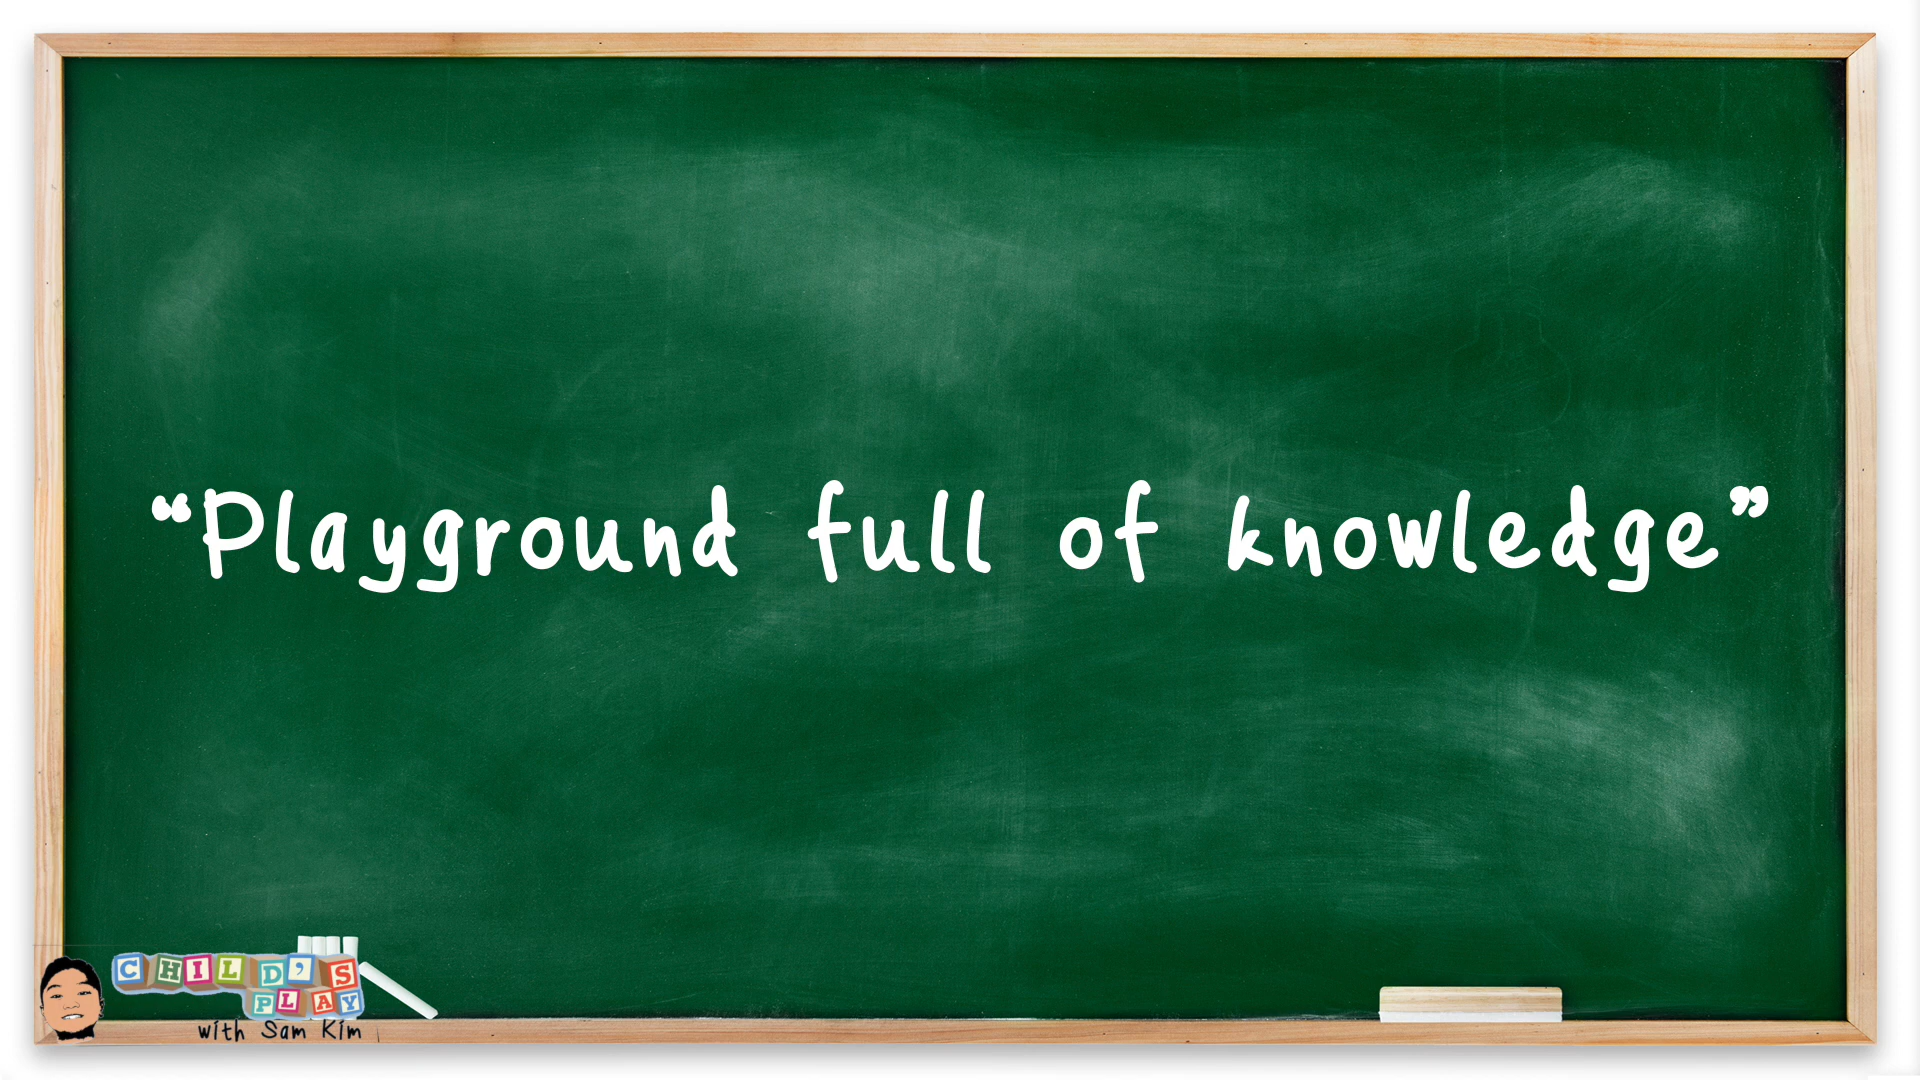 “Playground full of knowledge”
CHILD’S
PLAY
with Sam Kim